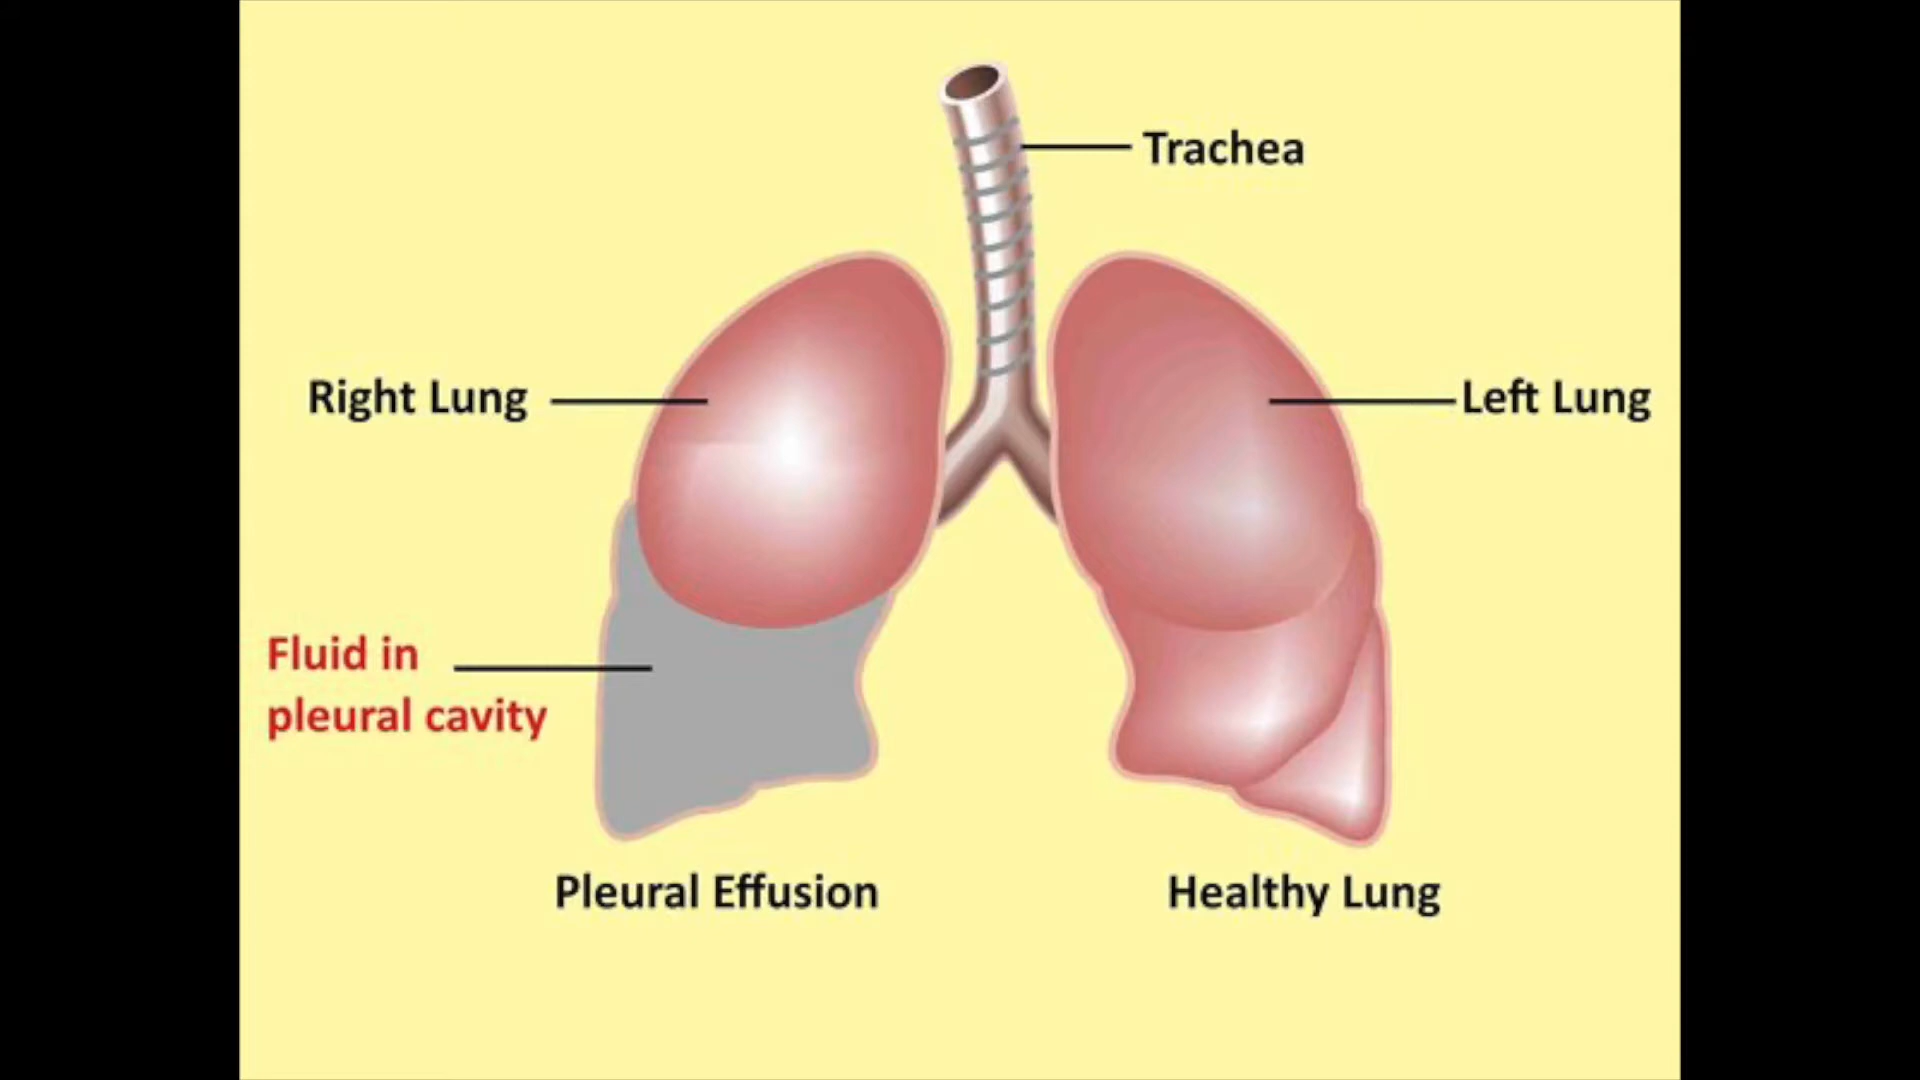 Trachea
Right Lung
Left Lung
Fluid in
pleural cavity
Pleural Effusion
Healthy Lung